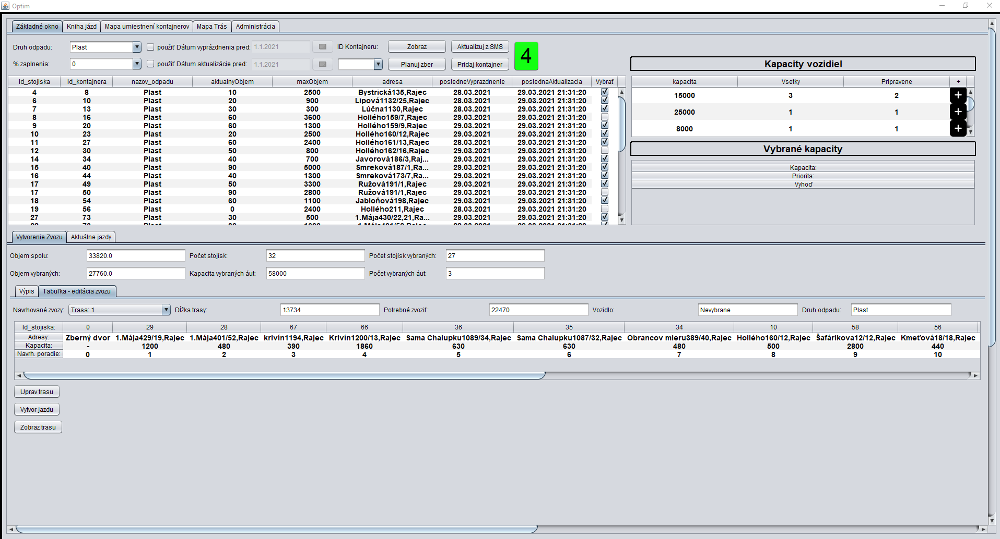 Optim
Základné okno Kniha jázd Mapa umiestnení kontajnerov Mapa Trás Administrácia
Druh odpadu: Plast použiť Dátum vyprázdnenia pred: 1.1.2021 ID Kontajneru: Zobraz Aktualizuj z SMS 4
% zaplnenia: 0 použiť Dátum aktualizácie pred: 1.1.2021 Planuj zber Pridaj kontajner
Kapacity vozidiel
id_stojiska id_kontajnera nazov_odpadu aktualnyObjem maxObjem adresa posledneVyprazdnenie poslednaAktualizacia Vybrať
4 8 Plast 10 2500 Bystrická135,Rajec 28.03.2021 29.03.2021 21:31:20
6 10 Plast 20 900 Lipová1132/25,Rajec 28.03.2021 29.03.2021 21:31:20
7 13 Plast 30 300 Lúčna1130,Rajec 28.03.2021 29.03.2021 21:31:20
8 16 Plast 60 3600 Hollého159/7,Rajec 29.03.2021 29.03.2021 21:31:20
9 20 Plast 60 1300 Hollého159/9,Rajec 29.03.2021 29.03.2021 21:31:20
10 23 Plast 20 2500 Hollého160/12,Rajec 29.03.2021 29.03.2021 21:31:20
11 27 Plast 60 2400 Hollého161/13,Rajec 28.03.2021 29.03.2021 21:31:20
12 30 Plast 50 800 Hollého162/16,Rajec 29.03.2021 29.03.2021 21:31:20
14 34 Plast 40 700 Javorová186/3,Raj... 29.03.2021 29.03.2021 21:31:20
15 40 Plast 90 5000 Smreková187/1,Ra... 29.03.2021 29.03.2021 21:31:20
16 44 Plast 40 1300 Smreková173/7,Ra... 29.03.2021 29.03.2021 21:31:20
17 49 Plast 50 3300 Ružová191/1,Rajec 29.03.2021 29.03.2021 21:31:20
17 50 Plast 90 2800 Ružová191/1,Rajec 29.03.2021 29.03.2021 21:31:20
18 54 Plast 60 1100 Jabloňová198,Rajec 29.03.2021 29.03.2021 21:31:20
19 56 Plast 0 2400 Hollého211,Rajec 29.03.2021 29.03.2021 21:31:20
27 73 Plast 30 500 1.Mája430/22,21,Ra... 29.03.2021 29.03.2021 21:31:20
kapacita Vsetky Pripravene +
15000 3 2 +
25000 1 1 +
8000 1 1 +
Vybrané kapacity
Kapacita:
Priorita:
Vyhoď
Vytvorenie Zvozu Aktuálne jazdy
Objem spolu: 33820.0 Počet stojísk: 32 Počet stojísk vybraných: 27
Objem vybraných: 27760.0 Kapacita vybraných áut: 58000 Počet vybraných áut: 3
Výpis Tabuľka - editácia zvozu
Navrhované zvozy: Trasa: 1 Dĺžka trasy: 13734 Potrebné zvoziť: 22470 Vozidlo: Nevybrane Druh odpadu: Plast
Id_stojiska: 0 29 28 67 66 36 35 34 10 58 56
Adresy: Zberný dvor 1.Mája429/19,Rajec 1.Mája401/52,Rajec krivín1194,Rajec Krivín1200/13,Rajec Sama Chalupku1089/34,Rajec Sama Chalupku1087/32,Rajec Obrancov mieru389/40,Rajec Hollého160/12,Rajec Šafárikova12/12,Rajec Kmeťová18/18,Rajec
Kapacita: - 1200 480 390 1860 630 630 480 500 2800 440
Navrh. poradie: 0 1 2 3 4 5 6 7 8 9 10
Uprav trasu
Vytvor jazdu
Zobraz trasu